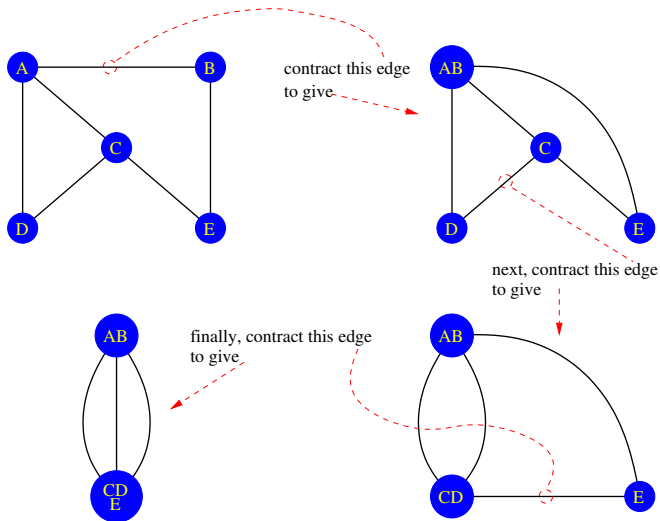 A
B
contract this edge
to give
C
D
E
AB
C
D
E
next, contract this edge
to give
AB
finally, contract this edge
to give
CD
E
AB
CD
E